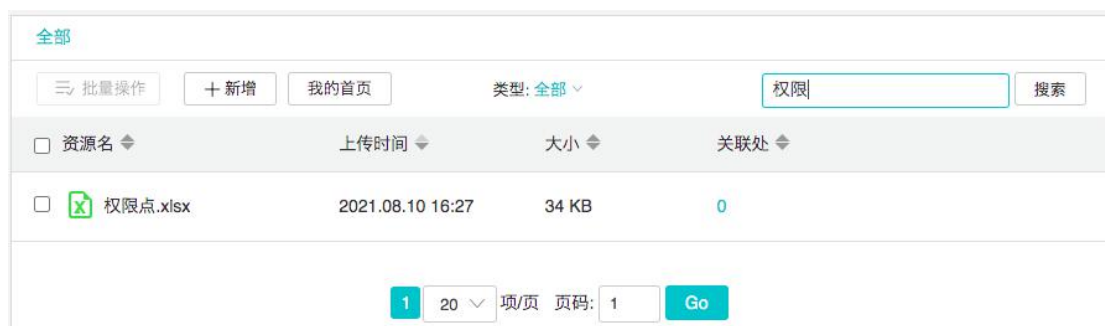 全部
批量操作 十新增 我的首页 类型: 全部 权限 搜索
资源名 上传时间 大小 关联处
权限点.xlsx 2021.08.10 16:27 34 KB 0
1 20 项/页 页码: 1 Go